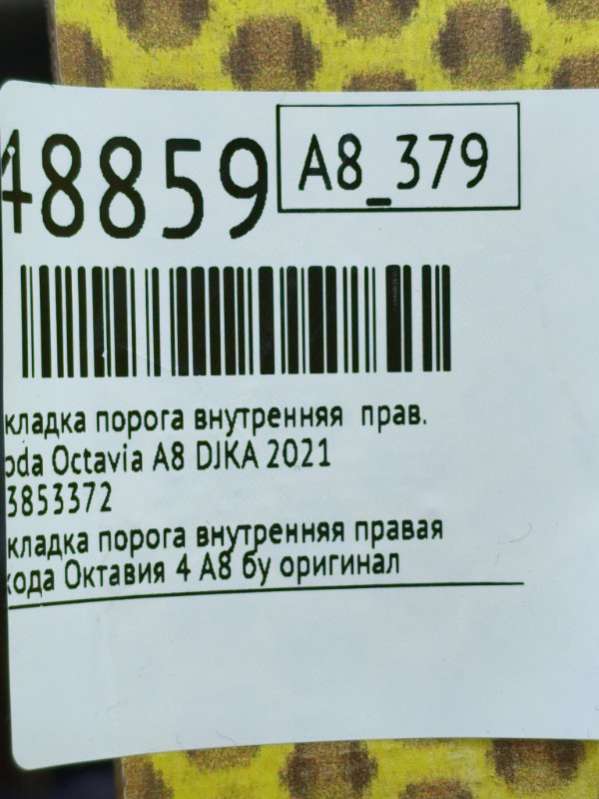 48859
A8_379
кладка порога внутренняя прав.
oda Octavia A8 DJKA 2021
3853372
кладка порога внутренняя правая
кода Октавия 4 А8 бу оригинал